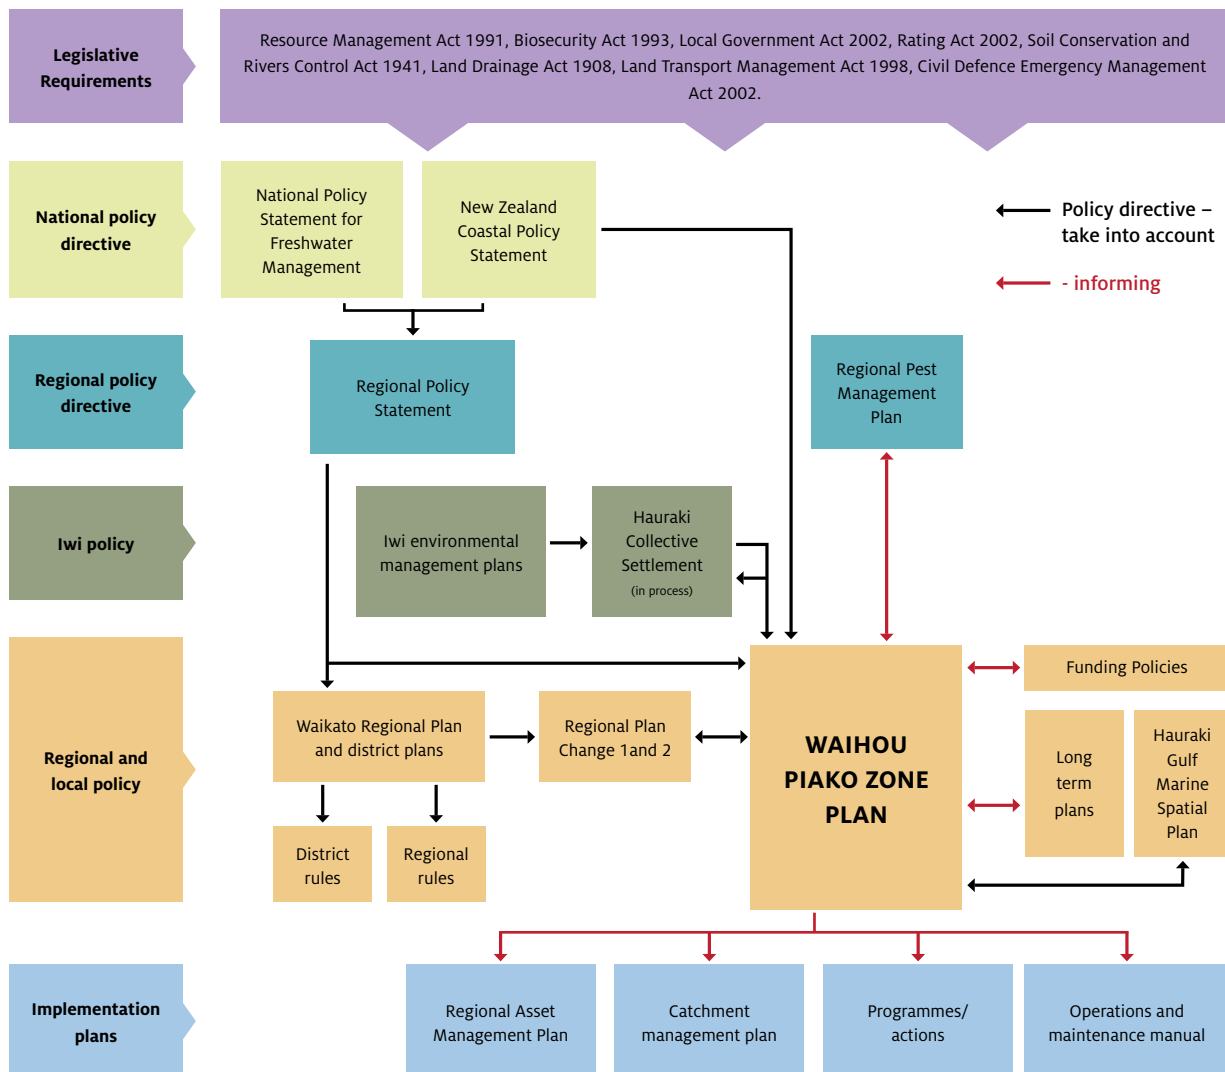 Legislative
Requirements
Resource Management Act 1991, Biosecurity Act 1993, Local Government Act 2002, Rating Act 2002, Soil Conservation and
Rivers Control Act 1941, Land Drainage Act 1908, Land Transport Management Act 1998, Civil Defence Emergency Management
Act 2002.
National policy
directive
National Policy
Statement for
Freshwater
Management
New Zealand
Coastal Policy
Statement
Policy directive –
take into account
- informing
Regional policy
directive
Regional Policy
Statement
Regional Pest
Management
Plan
Iwi policy
Iwi environmental
management plans
Hauraki
Collective
Settlement
(in process)
Regional and
local policy
Waikato Regional Plan
and district plans
Regional Plan
Change 1and 2
District
rules
Regional
rules
WAIHOU
PIAKO ZONE
PLAN
Funding Policies
Long
term
plans
Hauraki
Gulf
Marine
Spatial
Plan
Implementation
plans
Regional Asset
Management Plan
Catchment
management plan
Programmes/
actions
Operations and
maintenance manual